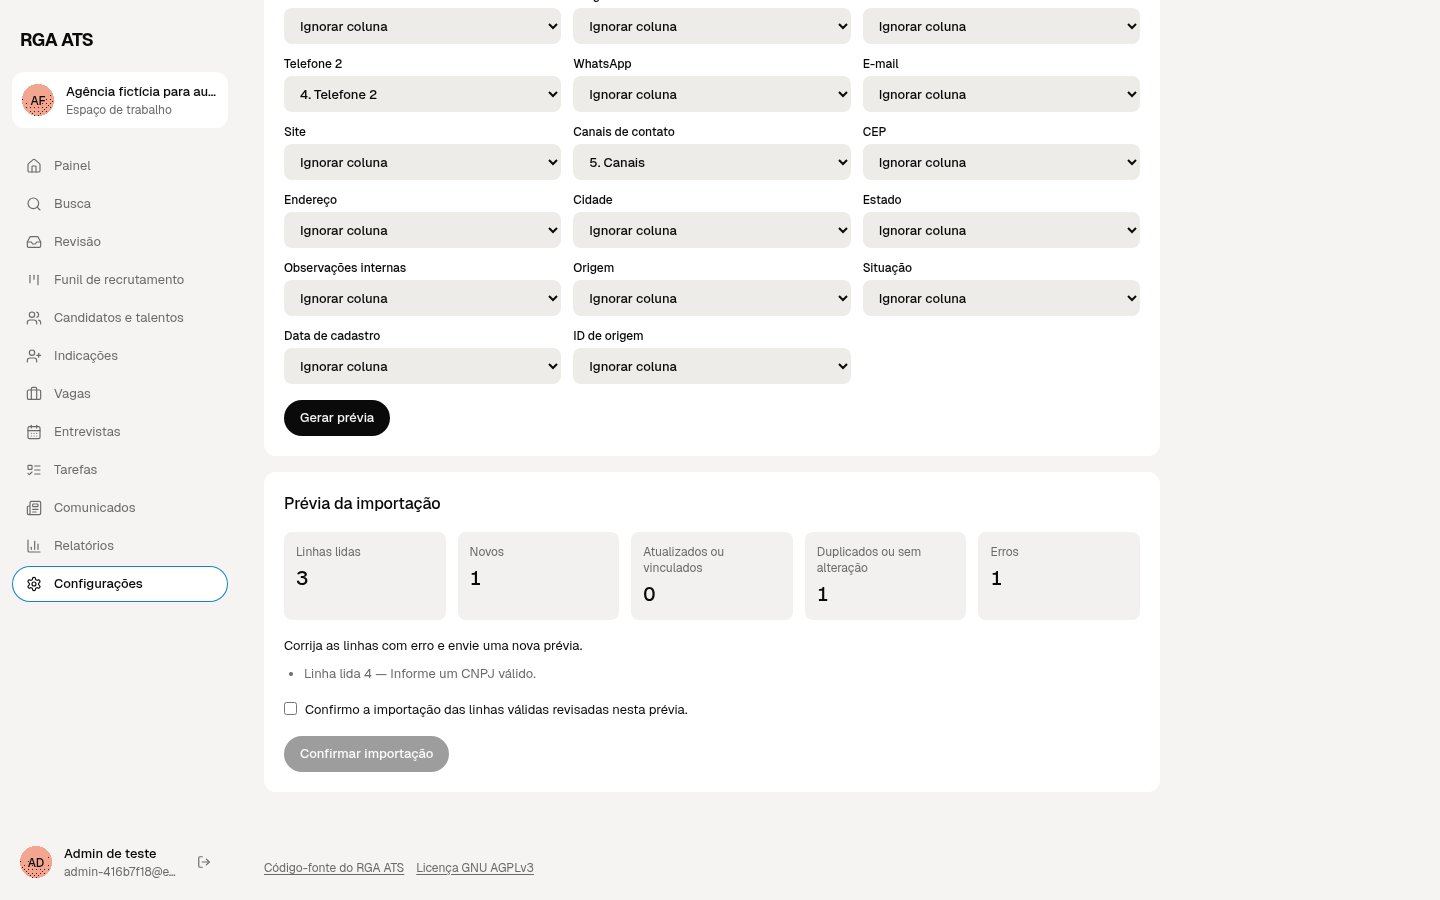 RGA ATS
AF
Agência fictícia para au...
Espaço de trabalho
Painel
Busca
Revisão
Funil de recrutamento
Candidatos e talentos
Indicações
Vagas
Entrevistas
Tarefas
Comunicados
Relatórios
Configurações
AD
Admin de teste
admin-416b7f18@e...
Ignorar coluna Ignorar coluna Ignorar coluna
Telefone 2 WhatsApp E-mail
4. Telefone 2 Ignorar coluna Ignorar coluna
Site Canais de contato CEP
Ignorar coluna 5. Canais Ignorar coluna
Endereço Cidade Estado
Ignorar coluna Ignorar coluna Ignorar coluna
Observações internas Origem Situação
Ignorar coluna Ignorar coluna Ignorar coluna
Data de cadastro ID de origem
Ignorar coluna Ignorar coluna
Gerar prévia
Prévia da importação
Linhas lidas
3
Novos
1
Atualizados ou
vinculados
0
Duplicados ou sem
alteração
1
Erros
1
Corrija as linhas com erro e envie uma nova prévia.
• Linha lida 4 — Informe um CNPJ válido.
Confirmo a importação das linhas válidas revisadas nesta prévia.
Confirmar importação
Código-fonte do RGA ATS Licença GNU AGPLv3